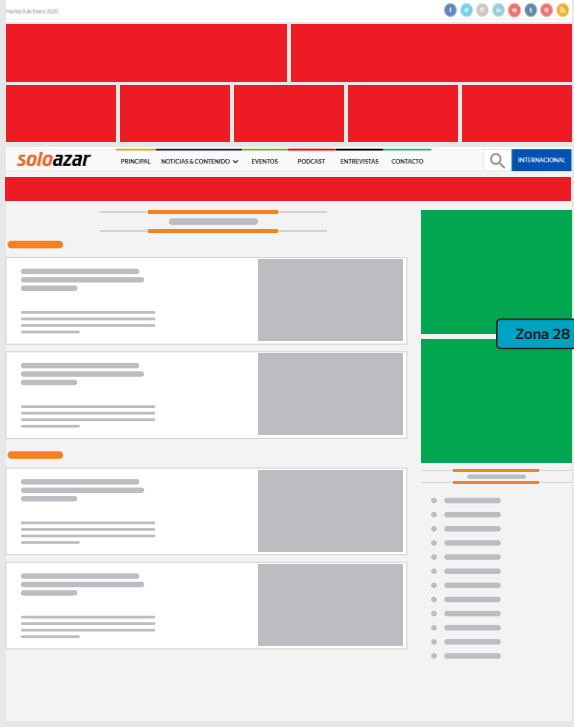 Martes 8 de Enero 2020
soloazar
PRINCIPAL NOTICIAS & CONTENIDO EVENTOS PODCAST ENTREVISTAS CONTACTO INTERNACIONAL
Zona 28